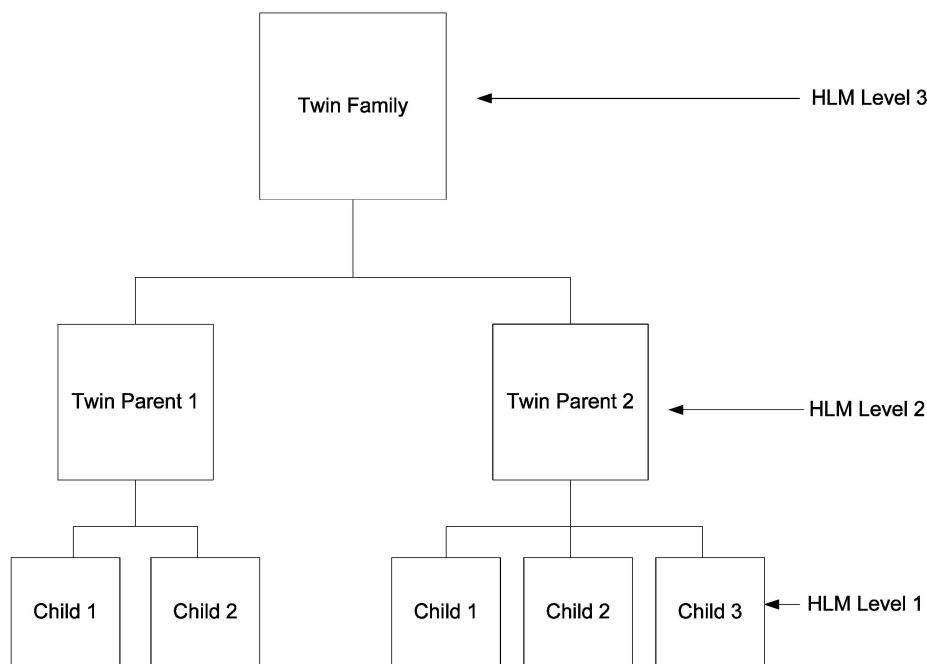 Twin Family
HLM Level 3
Twin Parent 1
Twin Parent 2
HLM Level 2
Child 1
Child 2
Child 1
Child 2
Child 3
HLM Level 1